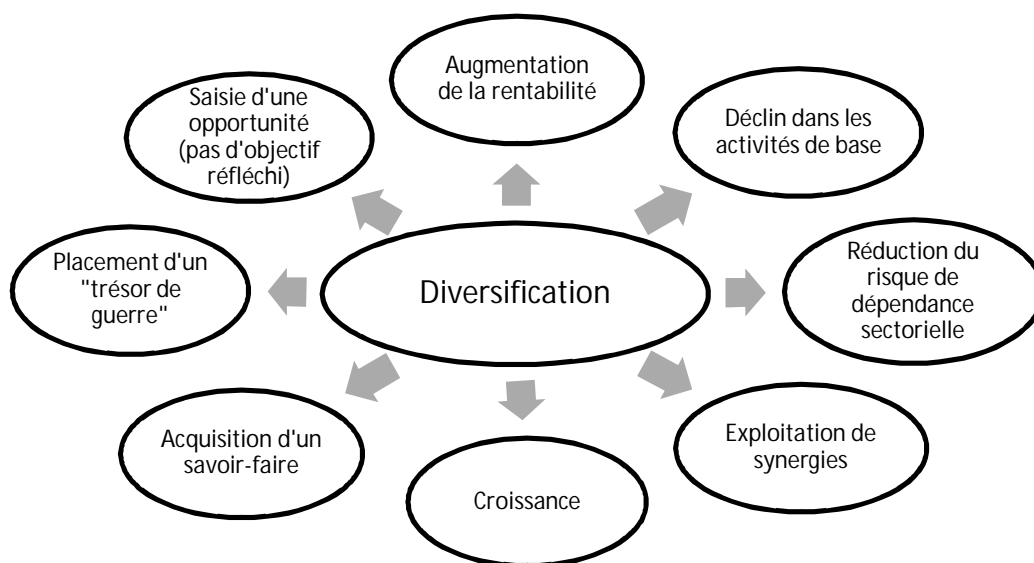 Augmentation
de la rentabilité
Saisie d'une
opportunité
(pas d'objectif
réfléchi)
Déclin dans les
activités de base
Placement d'un
"trésor de
guerre"
Diversification
Réduction du
risque de
dépendance
sectorielle
Acquisition d'un
savoir-faire
Exploitation de
synergies
Croissance